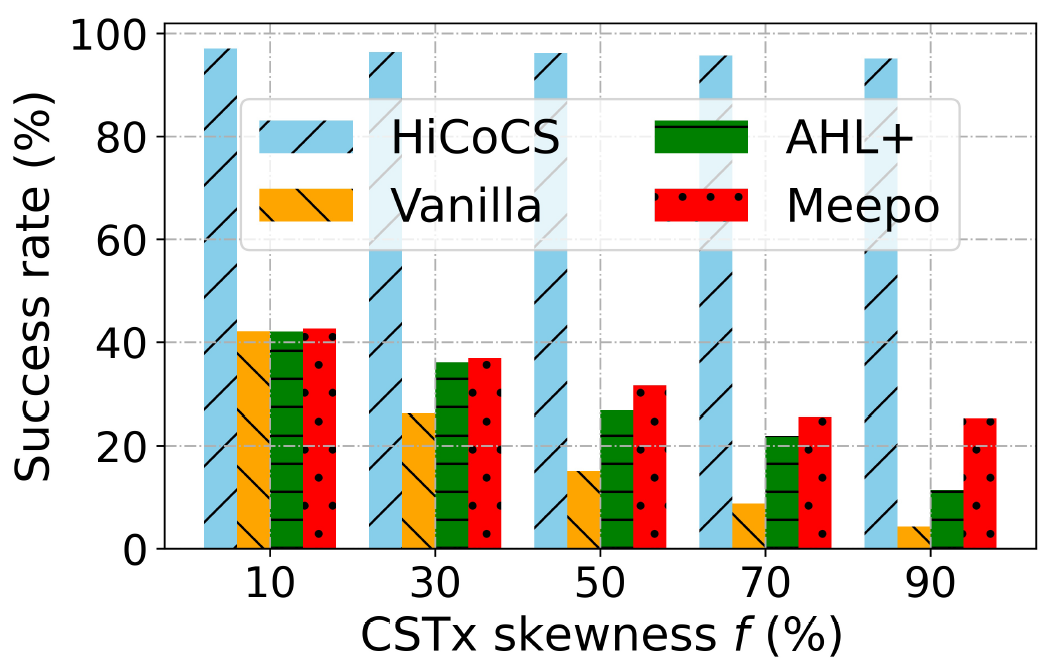 Success rate (%)
100
80
60
40
20
0
HiCoCS
Vanilla
AHL+
Meepo
10 30 50 70 90
CSTx skewness f (%)